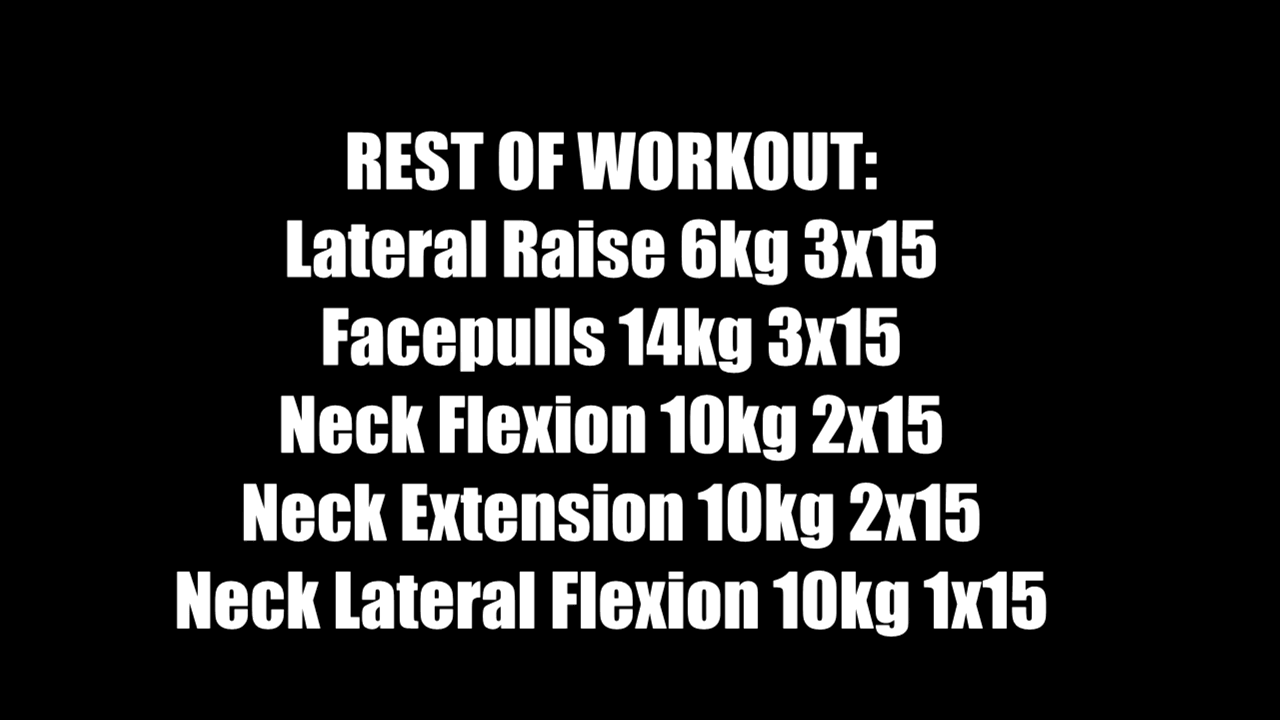 REST OF WORKOUT:
Lateral Raise 6kg 3x15
Facepulls 14kg 3x15
Neck Flexion 10kg 2x15
Neck Extension 10kg 2x15
Neck Lateral Flexion 10kg 1x15